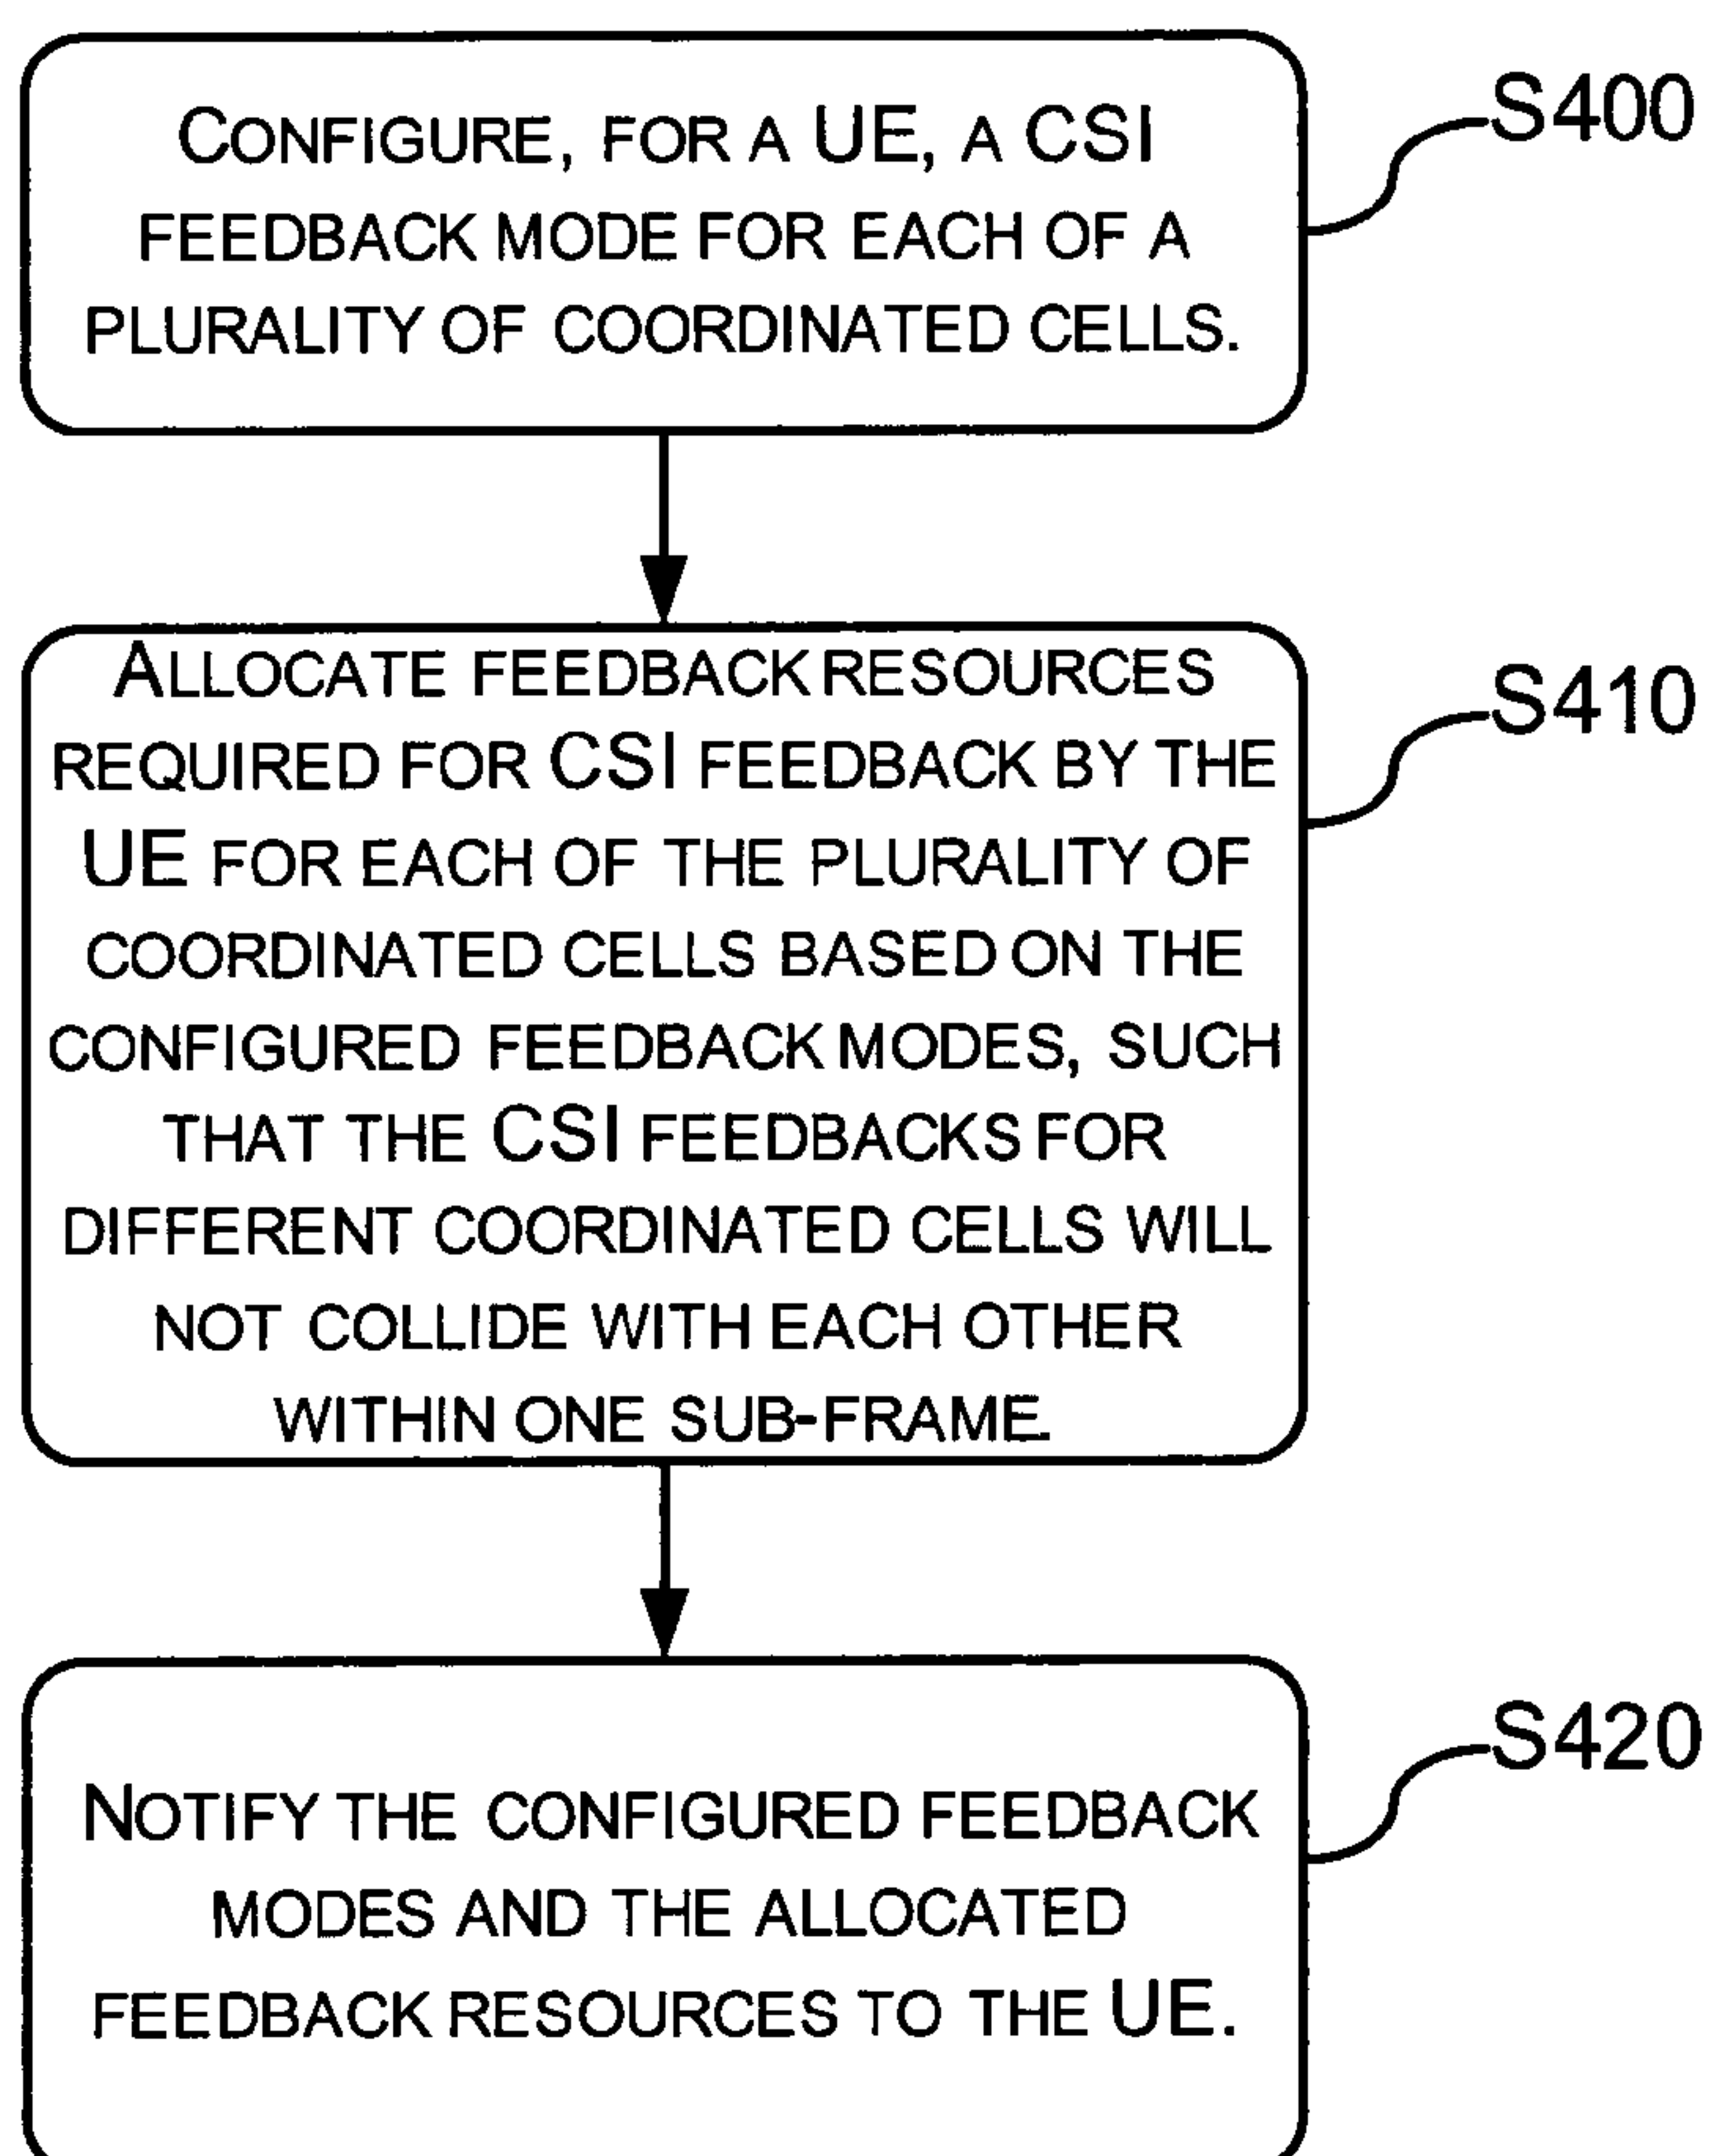 CONFIGURE, FOR A UE, A CSI
FEEDBACK MODE FOR EACH OF A
PLURALITY OF COORDINATED CELLS.
S400
ALLOCATE FEEDBACK RESOURCES
REQUIRED FOR CSI FEEDBACK BY THE
UE FOR EACH OF THE PLURALITY OF
COORDINATED CELLS BASED ON THE
CONFIGURED FEEDBACK MODES, SUCH
THAT THE CSI FEEDBACKS FOR
DIFFERENT COORDINATED CELLS WILL
NOT COLLIDE WITH EACH OTHER
WITHIN ONE SUB-FRAME.
S410
NOTIFY THE CONFIGURED FEEDBACK
MODES AND THE ALLOCATED
FEEDBACK RESOURCES TO THE UE.
S420